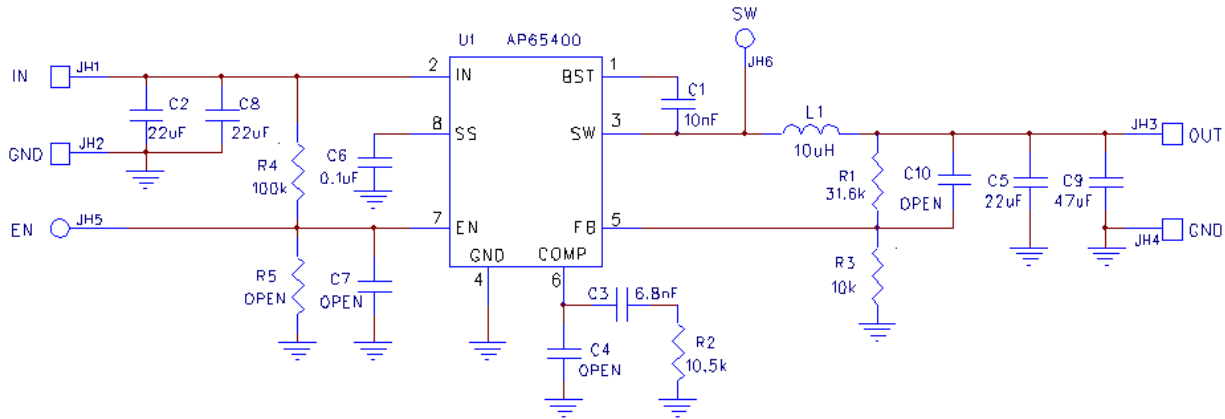 SW
U1 AP65400
JH6
IN
JH1
2
IN
BST
1
C2
22uF
C8
22uF
C1
10nF
8
SS
SW
3
L1
10uH
JH3
OUT
GND
JH2
R4
100k
C6
0.1uF
R1
31.6k
C10
OPEN
C5
22uF
C9
47uF
EN
JH5
7
EN
FB
5
JH4
GND
GND
COMP
4
6
R5
OPEN
C7
OPEN
R3
10k
C3 6.8nF
C4
OPEN
R2
10.5k